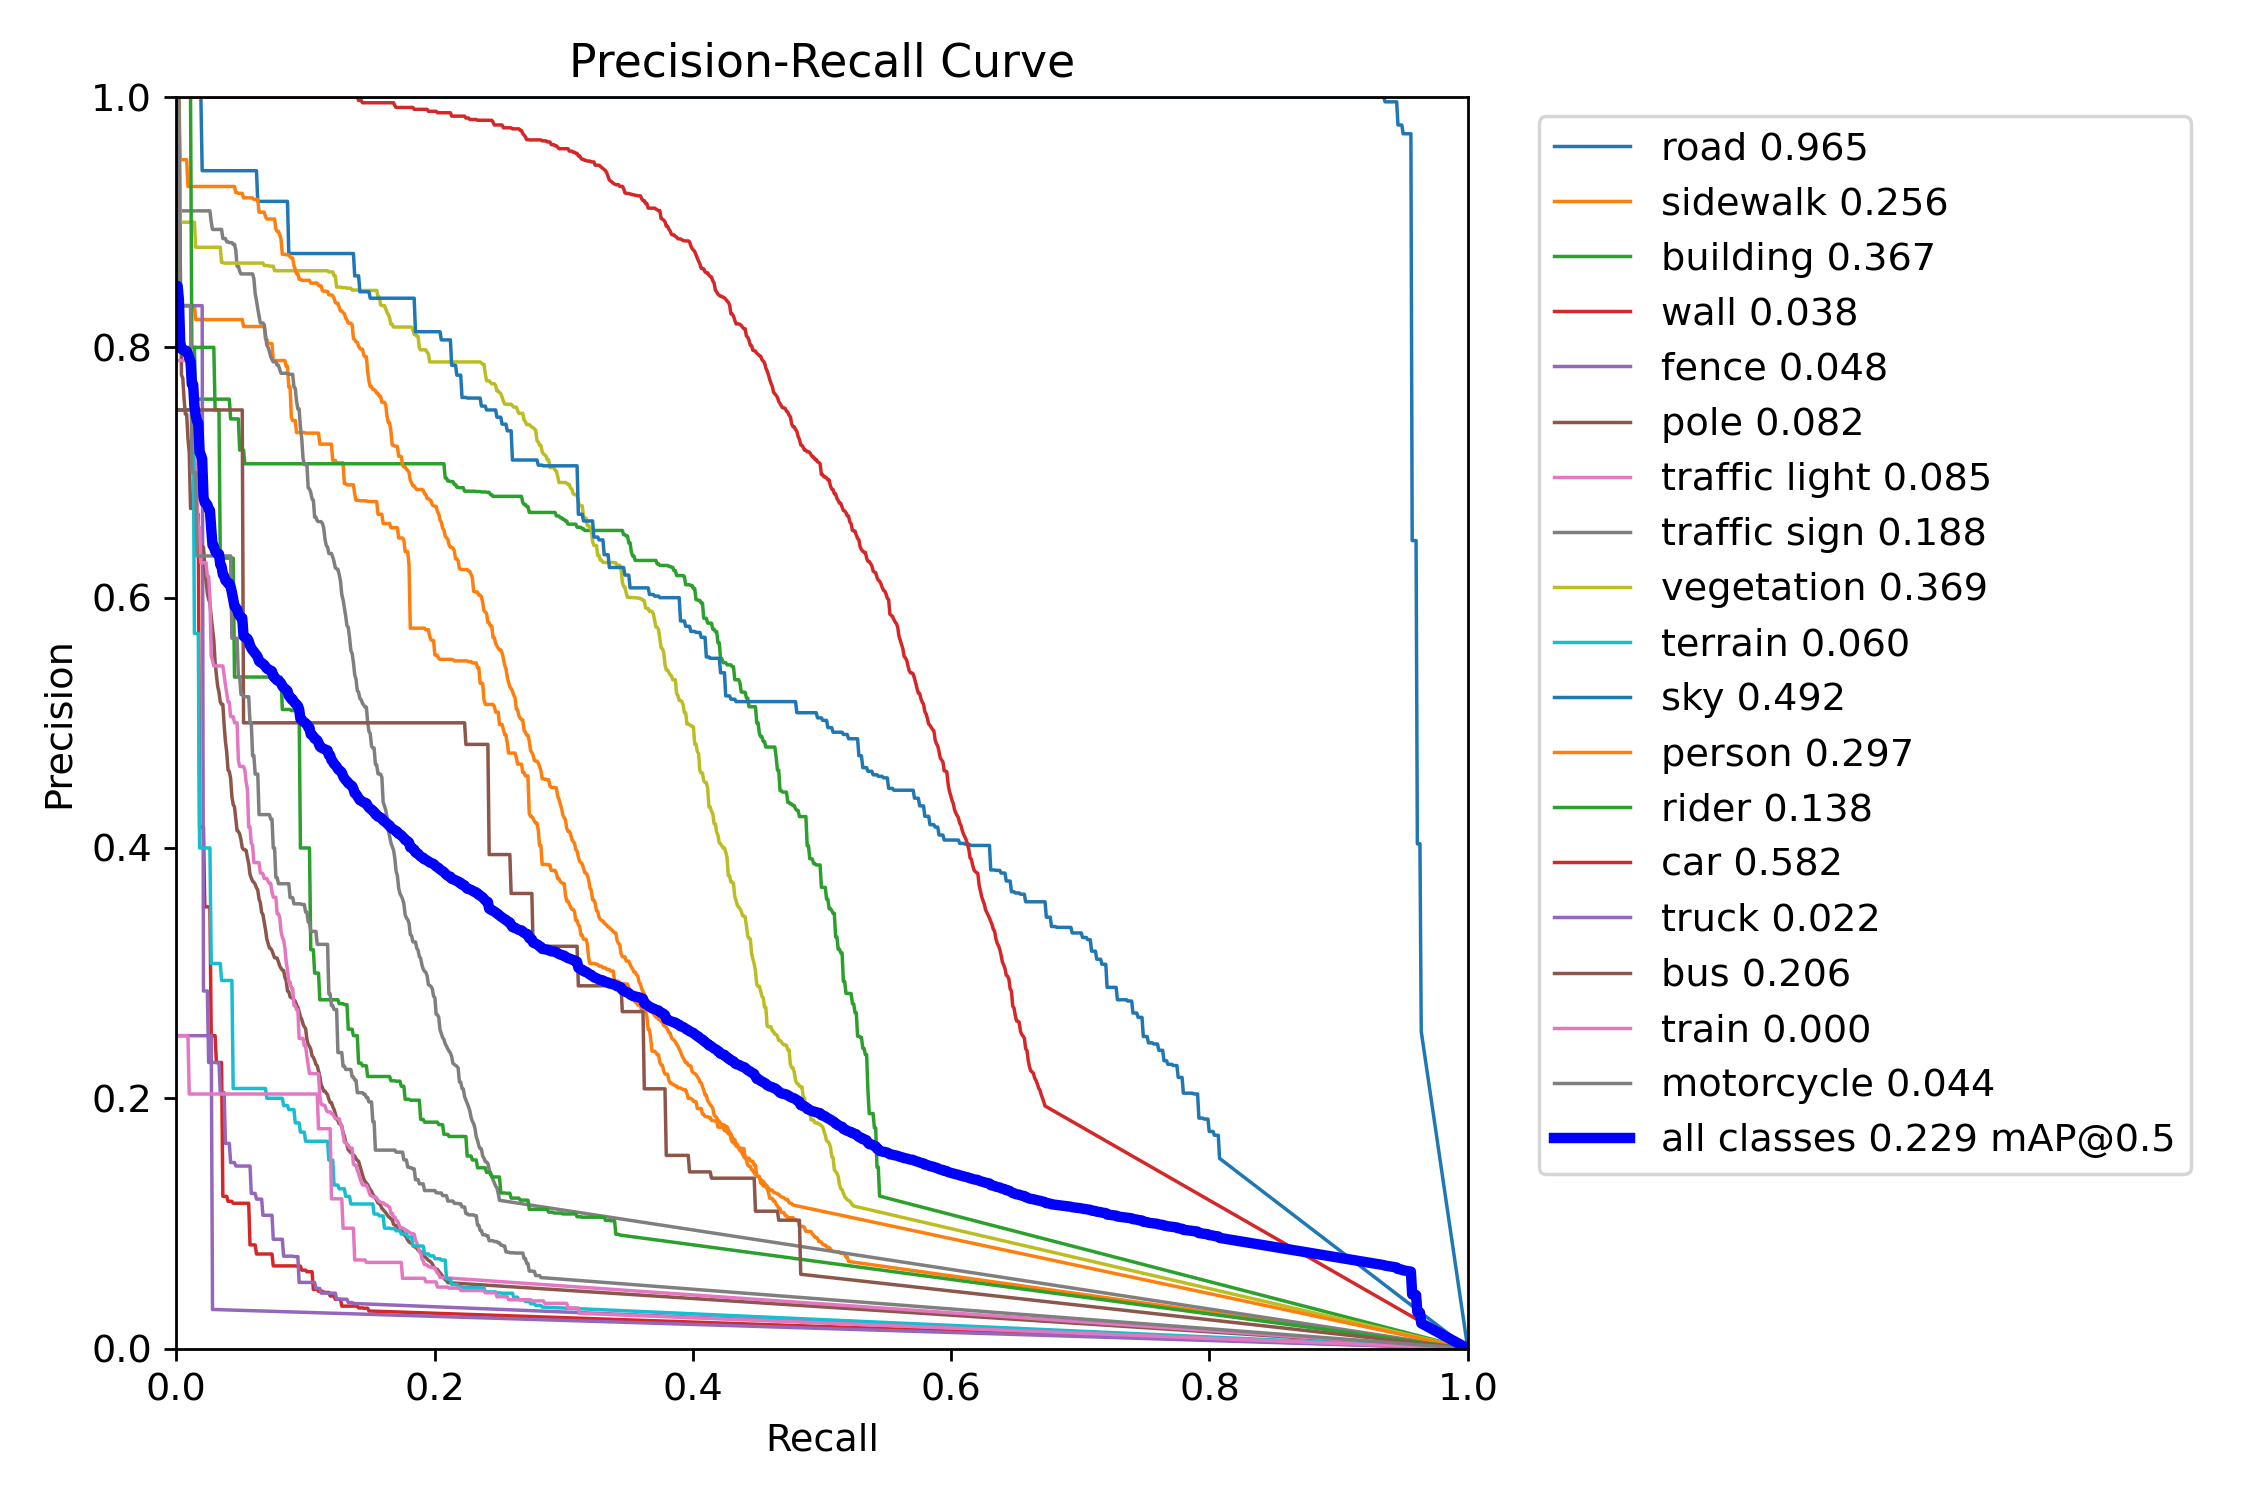 Precision-Recall Curve
1.0
0.8
0.6
0.4
0.2
0.0
Precision
0.0 0.2 0.4 0.6 0.8 1.0
Recall
road 0.965
sidewalk 0.256
building 0.367
wall 0.038
fence 0.048
pole 0.082
traffic light 0.085
traffic sign 0.188
vegetation 0.369
terrain 0.060
sky 0.492
person 0.297
rider 0.138
car 0.582
truck 0.022
bus 0.206
train 0.000
motorcycle 0.044
all classes 0.229 mAP@0.5